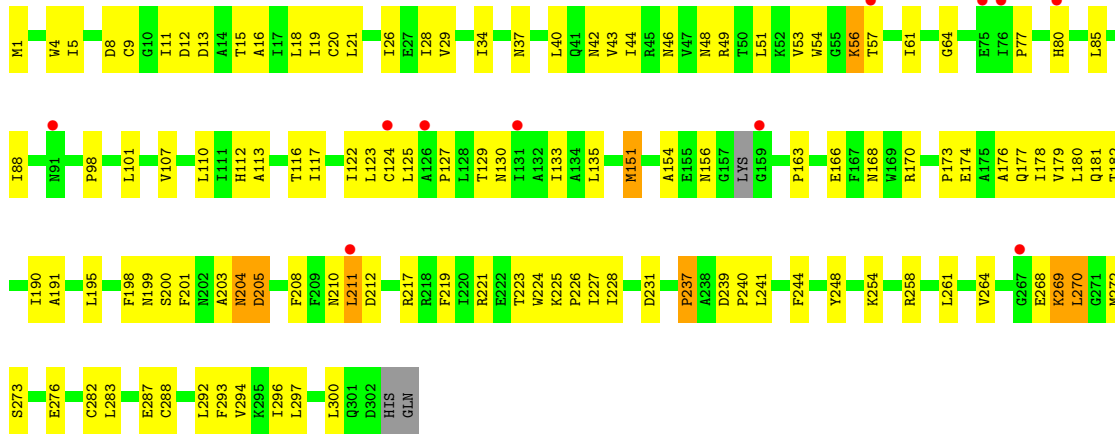 M1 W4 I5 D8 C9 G10 I11 D12 D13 A14 T15 A16 I17 L18 I19 C20 L21 I26 E27 I28 V29 I34 N37 L40 Q41 N42 V43 I44 R45 N46 V47 N48 R49 T50 L51 K52 V53 W54 G55 K56 T57 I61 G64 E75 I76 P77 H80 L85
I88 N91 P98 L101 V107 L110 I111 H112 A113 T116 I117 I122 L123 C124 L125 A126 P127 L128 T129 N130 I131 A132 I133 A134 L135 M151 A154 E155 N156 G157 LYS G159 P163 E166 F167 N168 W169 R170 P173 E174 A175 A176 Q177 I178 V179 L180 Q181
I190 A191 L195 F198 N199 S200 F201 N202 A203 N204 D205 F208 F209 N210 L211 D212 R217 R218 F219 I220 R221 E222 T223 W224 K225 P226 I227 I228 D231 P237 A238 D239 P240 L241 F244 Y248 K254 R258 L261 V264 G267 E268 K269 L270 G271
S273 E276 C282 L283 E287 C288 L292 F293 V294 K295 I296 L297 L300 Q301 D302 HIS GLN